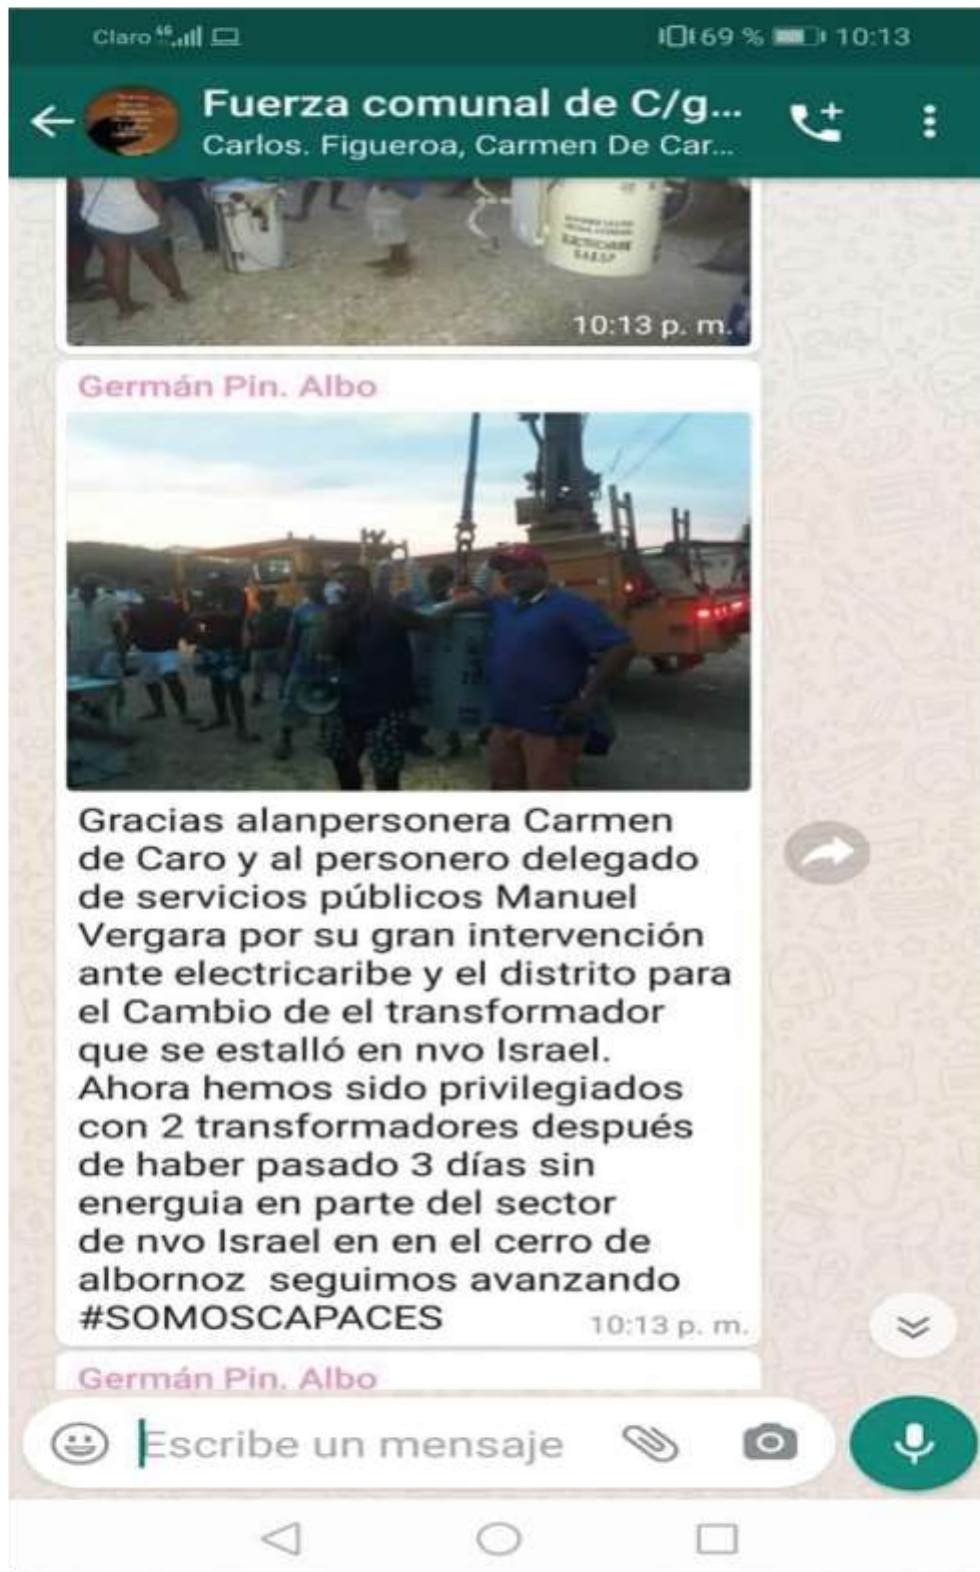 Claro 4G
69 % 10:13
Fuerza comunal de C/g...
Carlos. Figueroa, Carmen De Car...
ELECTRICARIBE
S.A.E.S.P
10:13 p. m.
Germán Pin. Albo
Gracias alanpersonera Carmen
de Caro y al personero delegado
de servicios públicos Manuel
Vergara por su gran intervención
ante electricaribe y el distrito para
el Cambio de el transformador
que se estalló en nvo Israel.
Ahora hemos sido privilegiados
con 2 transformadores después
de haber pasado 3 días sin
energuia en parte del sector
de nvo Israel en en el cerro de
albornoz seguimos avanzando
#SOMOSCAPACES
10:13 p. m.
Germán Pin. Albo
Escribe un mensaje